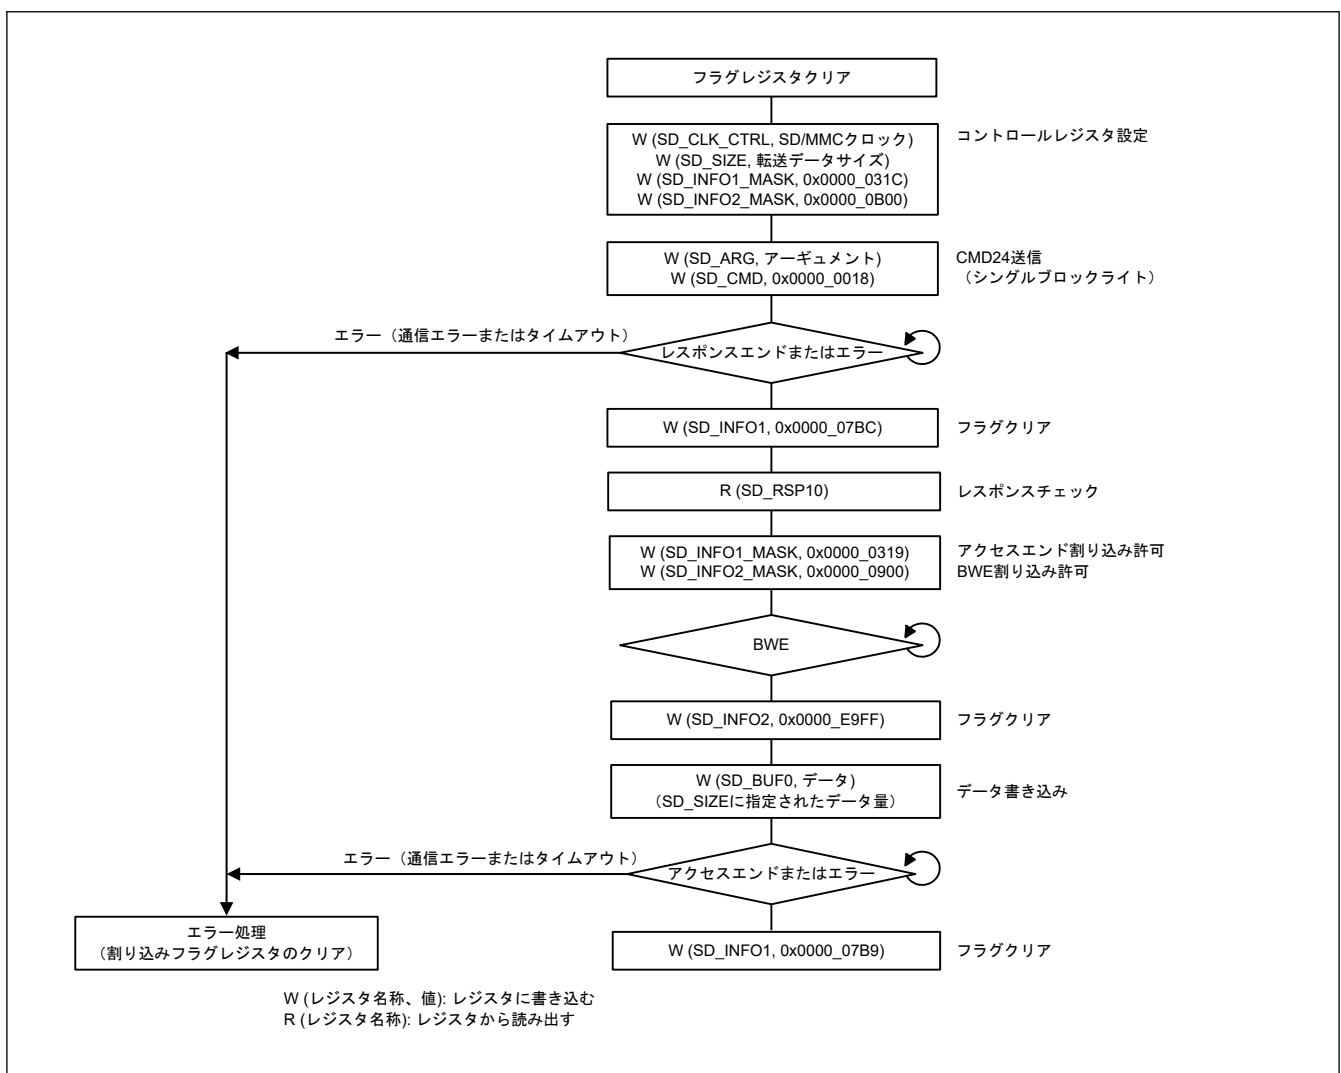 フラグレジスタクリア
W (SD_CLK_CTRL, SD/MMCクロック)
W (SD_SIZE, 転送データサイズ)
W (SD_INFO1_MASK, 0x0000_031C)
W (SD_INFO2_MASK, 0x0000_0B00)
コントロールレジスタ設定
W (SD_ARG, アーギュメント)
W (SD_CMD, 0x0000_0018)
CMD24送信
（シングルブロックライト）
エラー（通信エラーまたはタイムアウト）
レスポンスエンドまたはエラー
W (SD_INFO1, 0x0000_07BC)
フラグクリア
R (SD_RSP10)
レスポンスチェック
W (SD_INFO1_MASK, 0x0000_0319)
W (SD_INFO2_MASK, 0x0000_0900)
アクセスエンド割り込み許可
BWE割り込み許可
BWE
W (SD_INFO2, 0x0000_E9FF)
フラグクリア
W (SD_BUF0, データ)
（SD_SIZEに指定されたデータ量）
データ書き込み
エラー（通信エラーまたはタイムアウト）
アクセスエンドまたはエラー
エラー処理
（割り込みフラグレジスタのクリア）
W (SD_INFO1, 0x0000_07B9)
フラグクリア
W (レジスタ名称、値): レジスタに書き込む
R (レジスタ名称): レジスタから読み出す